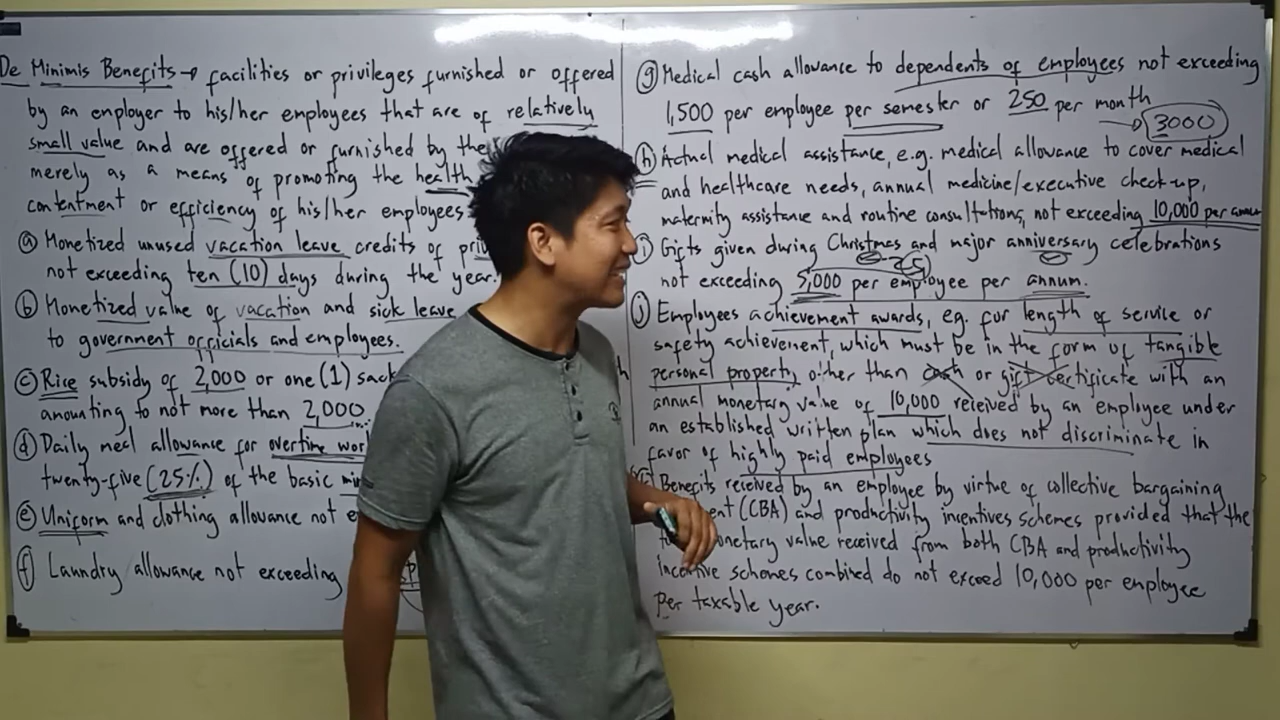 De Minimis Benefits → facilities or privileges furnished or offered
by an employer to his/her employees that are of relatively
small value and are offered or furnished by the
merely as a means of promoting the health
contentment or efficiency of his/her employees
(a) Monetized unused vacation leave credits of
not exceeding ten (10) days during the year.
(b) Monetized value of vacation and sick leave
to government officials and employees.
(c) Rice subsidy of 2,000 or one (1) sack
amounting to not more than 2,000
(d) Daily meal allowance for overtime
twenty-five (25%) of the basic
(e) Uniform and clothing allowance not
(f) Laundry allowance not exceeding
(g) Medical cash allowance to dependents of employees not exceeding
1,500 per employee per semester or 250 per month
→ 3000
(h) Actual medical assistance, e.g. medical allowance to cover medical
and healthcare needs, annual medicine/executive check-up,
maternity assistance and routine consultations, not exceeding 10,000 per
(i) Gifts given during Christmas and major anniversary celebrations
not exceeding 5,000 per employee per annum.
(j) Employees achievement awards, eg. for length of service or
safety achievement, which must be in the form of tangible
personal property other than cash or gift certificate with an
annual monetary value of 10,000 received by an employee under
an established written plan which does not discriminate in
favor of highly paid employees
Benefits received by an employee by virtue of collective bargaining
(CBA) and productivity incentives schemes provided that the
monetary value received from both CBA and productivity
incentive schemes combined do not exceed 10,000 per employee
per taxable year.